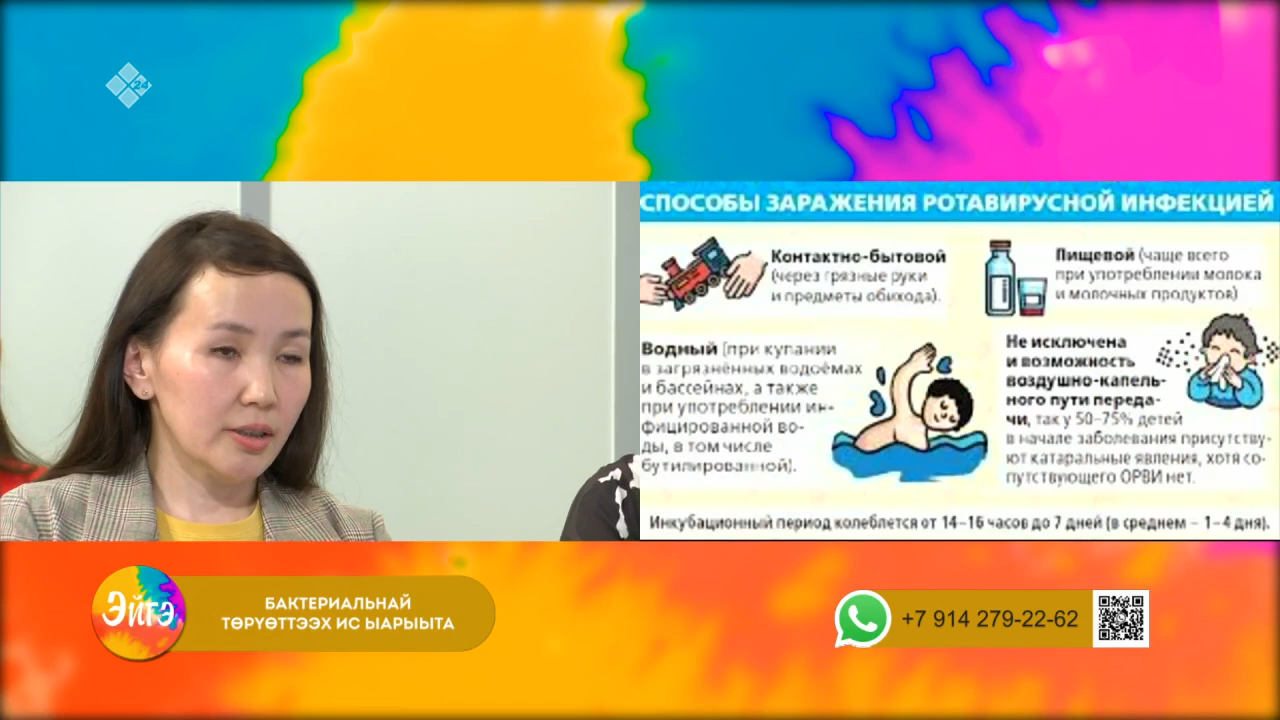 X24
СПОСОБЫ ЗАРАЖЕНИЯ РОТАВИРУСНОЙ ИНФЕКЦИЕЙ
Контактно-бытовой
(через грязные руки
и предметы обихода).
Пищевой (чаще всего
при употреблении молока
и молочных продуктов)
Водный (при купании
в загрязнённых водоёмах
и бассейнах, а также
при употреблении ин-
фицированной во-
ды, в том числе
бутилированной).
Не исключена
и возможность
воздушно-капель-
ного пути переда-
чи, так у 50–75% детей
в начале заболевания присутству-
ют катаральные явления, хотя со-
путствующего ОРВИ нет.
Инкубационный период колеблется от 14–16 часов до 7 дней (в среднем – 1–4 дня).
Эйгэ
БАКТЕРИАЛЬНАЙ
ТӨРҮӨТТЭЭХ ИС ЫАРЫЫТА
+7 914 279-22-62